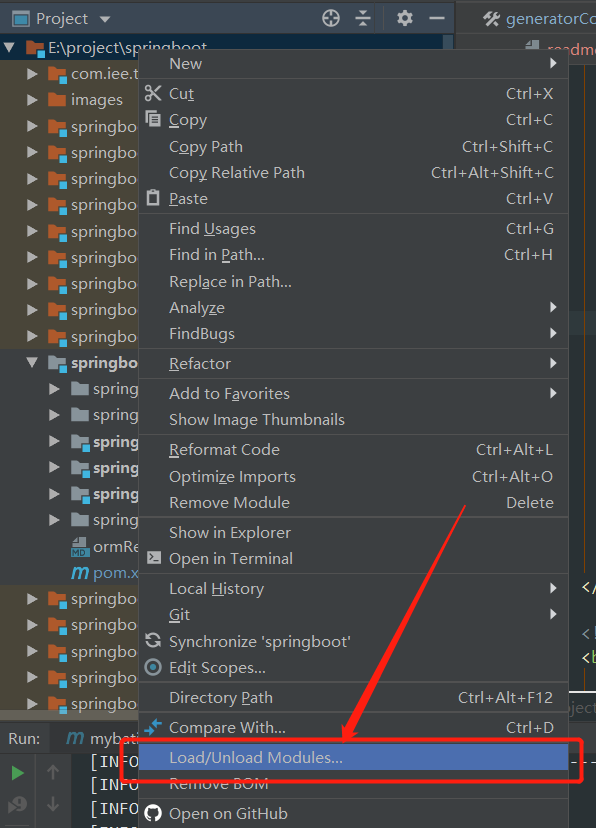 Project
generatorCo
E:\project\springboot
readme
com.iee.t
New
images
Cut Ctrl+X
springbo
Copy Ctrl+C
springbo
Copy Path Ctrl+Shift+C
springbo
Copy Relative Path Ctrl+Alt+Shift+C
springbo
Paste Ctrl+V
springbo
Find Usages Ctrl+G
springbo
Find in Path... Ctrl+H
springbo
Replace in Path...
springbo
Analyze
springbo
FindBugs
springbo
Refactor
spring
Add to Favorites
spring
Show Image Thumbnails
spring
Reformat Code Ctrl+Alt+L
spring
Optimize Imports Ctrl+Alt+O
spring
Remove Module Delete
spring
Show in Explorer
ormRe
Open in Terminal
pom.x
Local History
</
springbo
Git
springbo
Synchronize 'springboot'
<!
springbo
Edit Scopes...
<b
springbo
Directory Path Ctrl+Alt+F12
springbo
Compare With... Ctrl+D
Run:
mybati
Load/Unload Modules...
[INFO
Remove BOM
[INFO
Open on GitHub
[INFO